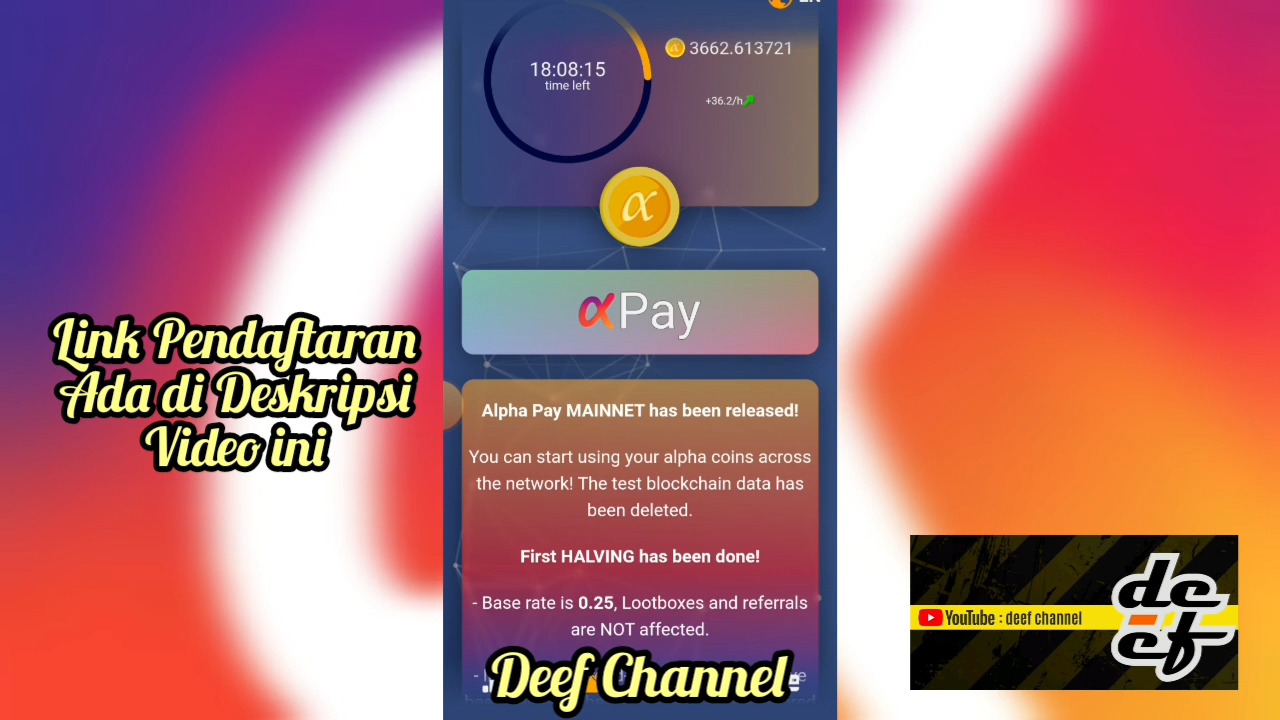 3662.613721
18:08:15
time left
+36.2/h
α
αPay
Link Pendaftaran
Ada di Deskripsi
Video ini
Alpha Pay MAINNET has been released!
You can start using your alpha coins across
the network! The test blockchain data has
been deleted.
First HALVING has been done!
- Base rate is 0.25, Lootboxes and referrals
are NOT affected.
Deef Channel
YouTube : deef channel
deef